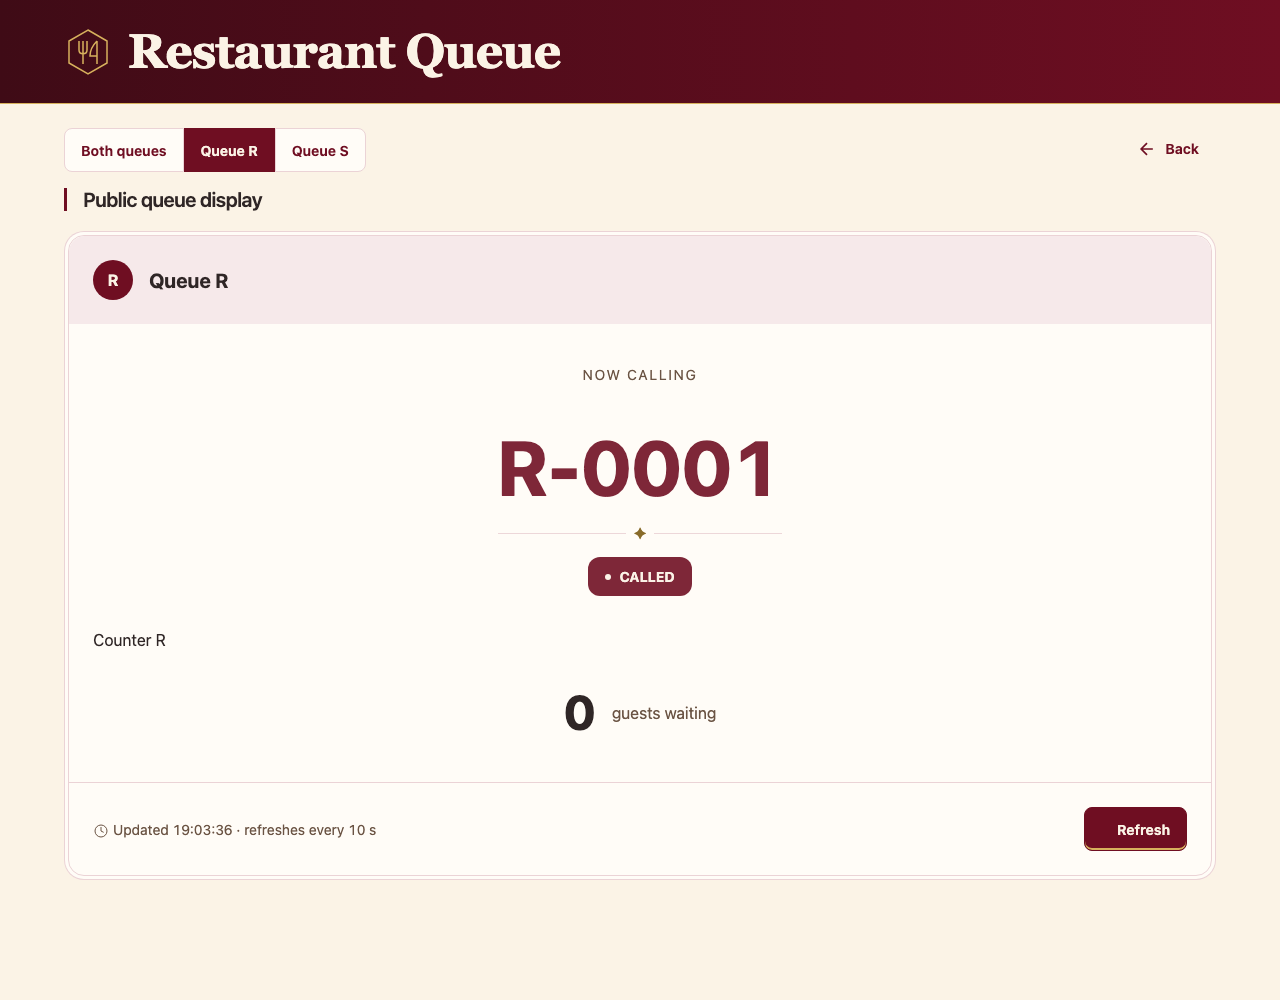 Restaurant Queue
Both queues Queue R Queue S
Back
Public queue display
R Queue R
NOW CALLING
R-0001
CALLED
Counter R
0 guests waiting
Updated 19:03:36 · refreshes every 10 s
Refresh